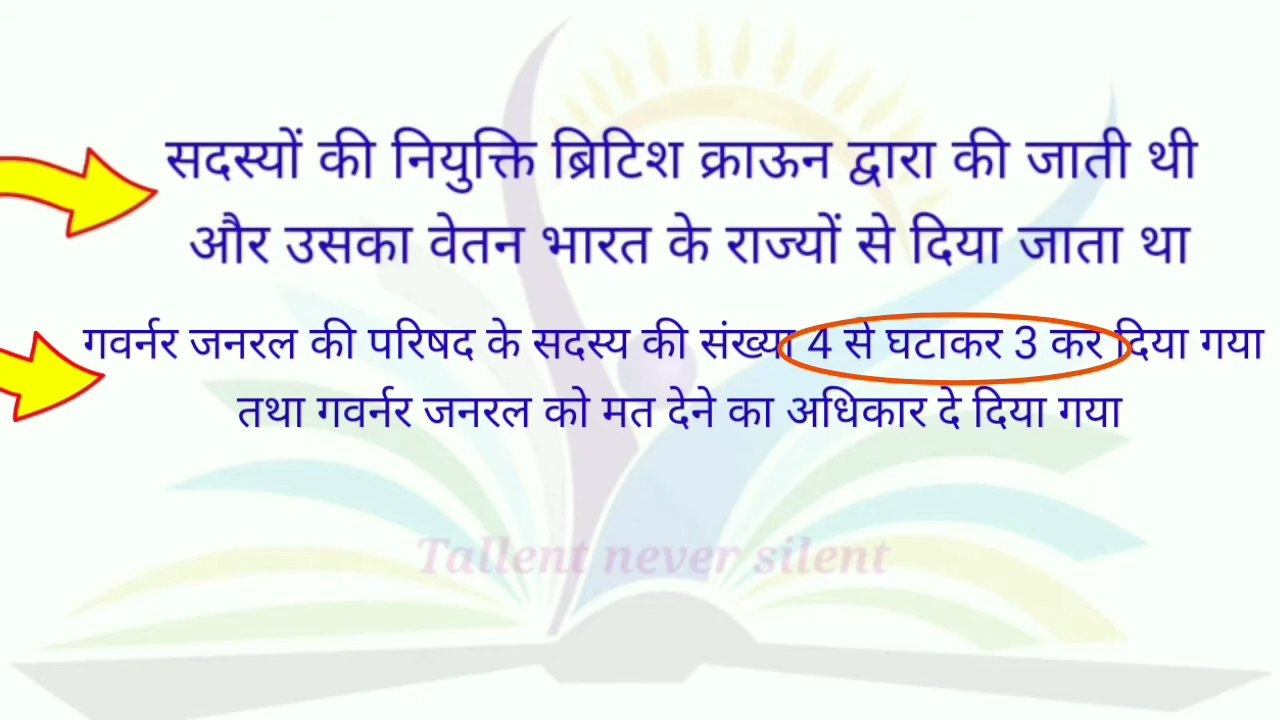 सदस्यों की नियुक्ति ब्रिटिश क्राऊन द्वारा की जाती थी
और उसका वेतन भारत के राज्यों से दिया जाता था
गवर्नर जनरल की परिषद के सदस्य की संख्या 4 से घटाकर 3 कर दिया गया
तथा गवर्नर जनरल को मत देने का अधिकार दे दिया गया
Tallent never silent